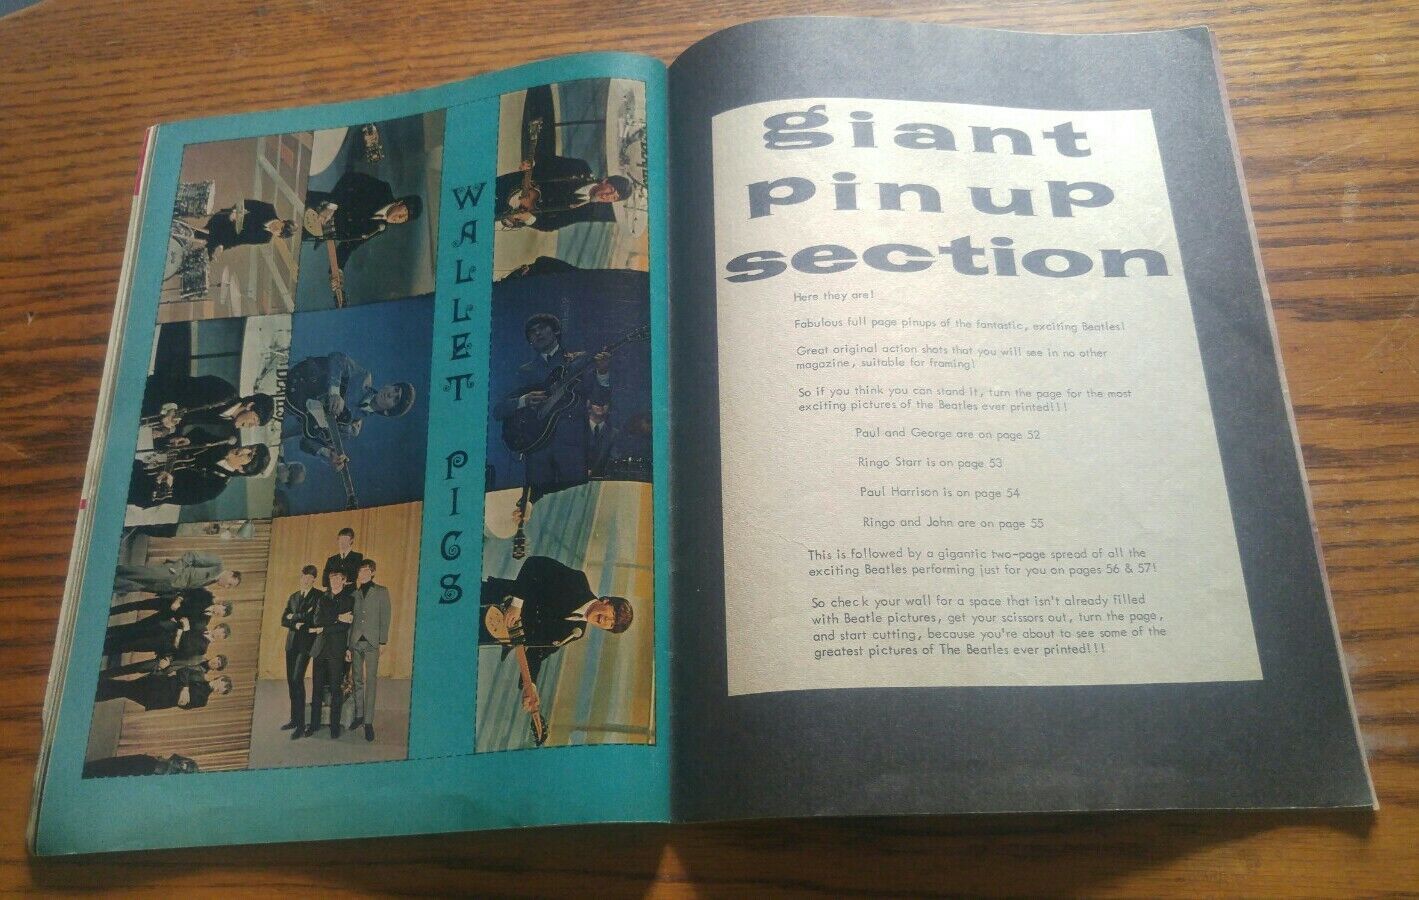 WALLET PICS
giant
pin up
section
Here they are!
Fabulous full page pinups of the fantastic, exciting Beatles!
Great original action shots that you will see in no other
magazine, suitable for framing!
So if you think you can stand it, turn the page for the most
exciting pictures of the Beatles ever printed!!!
Paul and George are on page 52
Ringo Starr is on page 53
Paul Harrison is on page 54
Ringo and John are on page 55
This is followed by a gigantic two-page spread of all the
exciting Beatles performing just for you on pages 56 & 57!
So check your wall for a space that isn't already filled
with Beatle pictures, get your scissors out, turn the page,
and start cutting, because you're about to see some of the
greatest pictures of The Beatles ever printed!!!